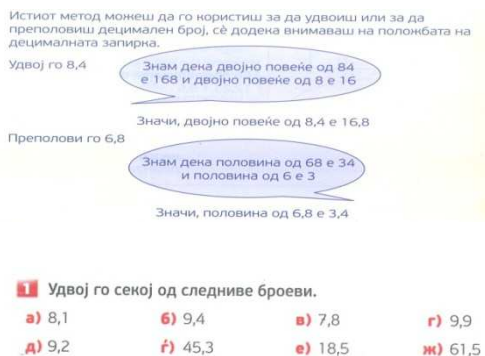 Истиот метод можеш да го користиш за да удвоиш или за да
преполовиш децимален број, сѐ додека внимаваш на положбата на
децималната запирка.
Удвој го 8,4
Знам дека двојно повеќе од 84
е 168 и двојно повеќе од 8 е 16
Значи, двојно повеќе од 8,4 е 16,8
Преполови го 6,8
Знам дека половина од 68 е 34
и половина од 6 е 3
Значи, половина од 6,8 е 3,4
1 Удвој го секој од следниве броеви.
а) 8,1 б) 9,4 в) 7,8 г) 9,9
д) 9,2 ѓ) 45,3 е) 18,5 ж) 61,5